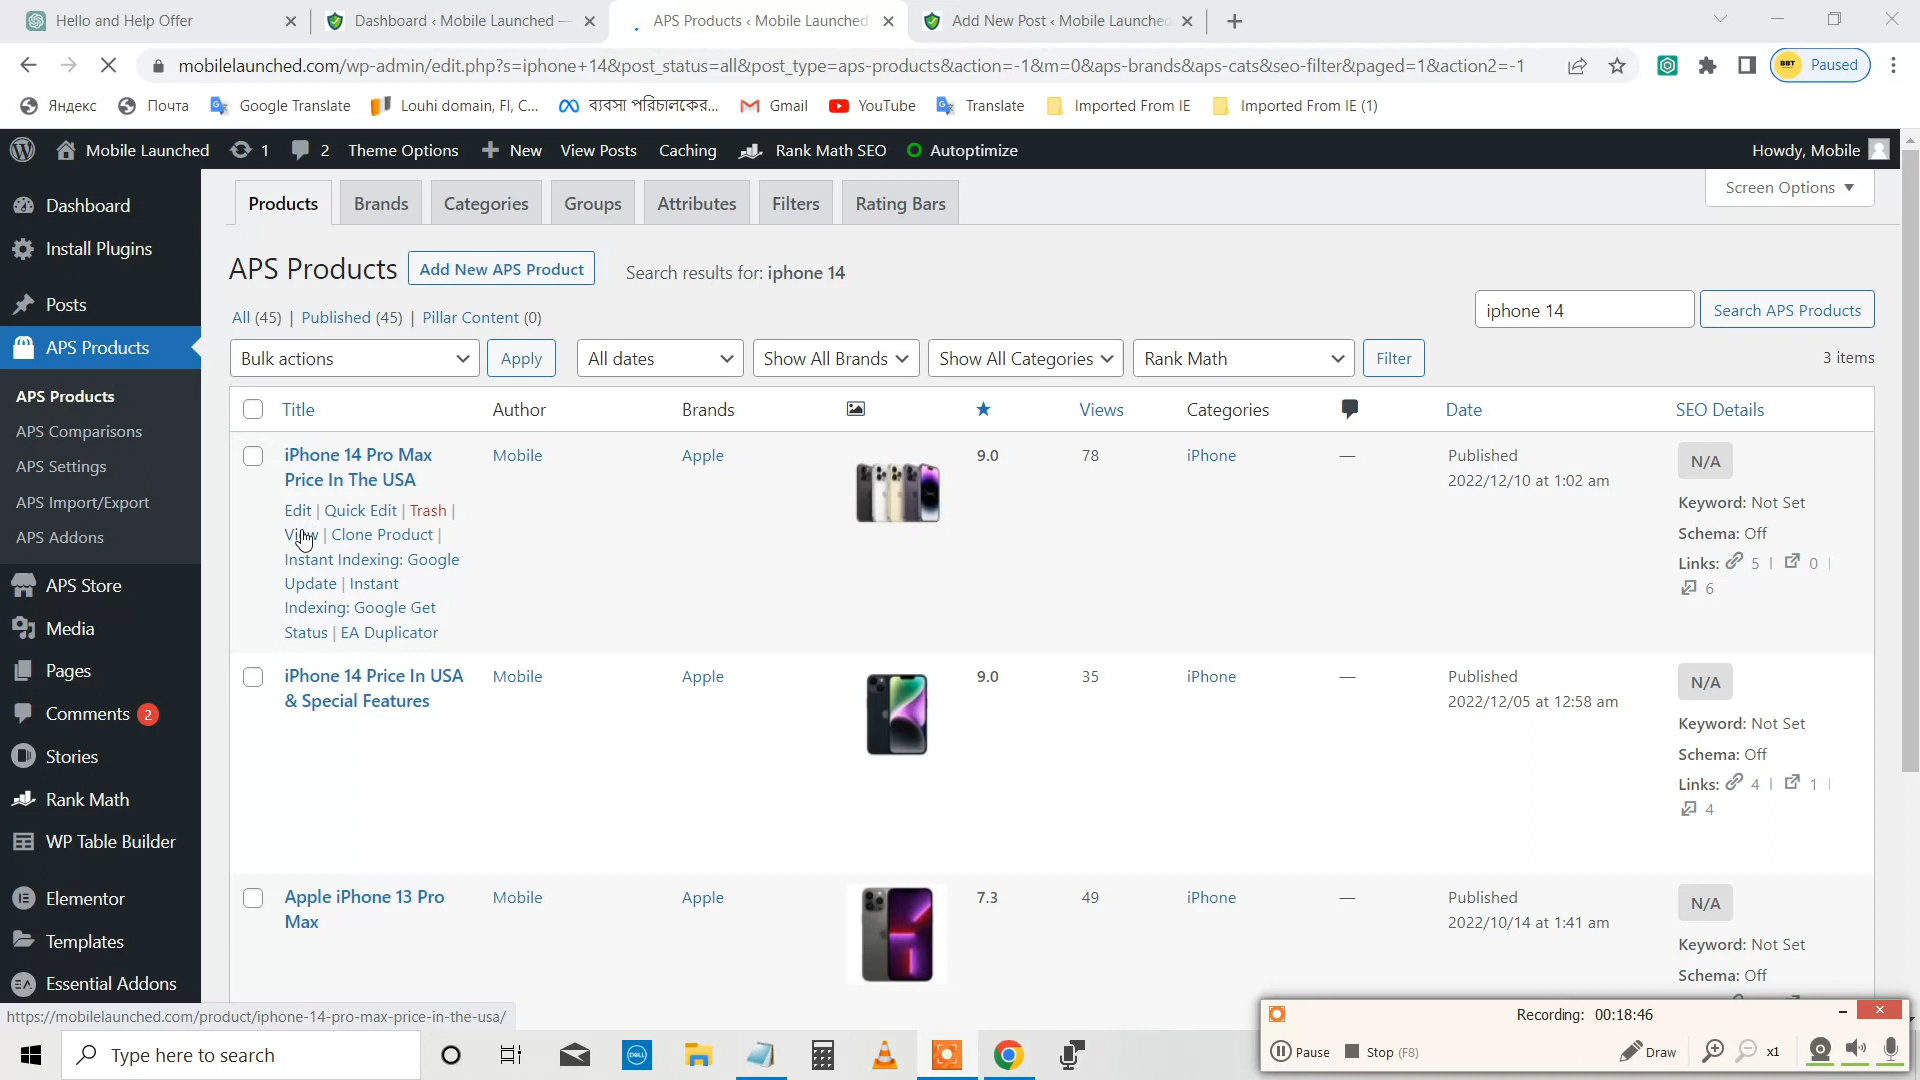 Hello and Help Offer
Dashboard ‹ Mobile Launched —
APS Products ‹ Mobile Launched
Add New Post ‹ Mobile Launched
mobilelaunched.com/wp-admin/edit.php?s=iphone+14&post_status=all&post_type=aps-products&action=-1&m=0&aps-brands&aps-cats&seo-filter&paged=1&action2=-1
BBT Paused
Яндекс Почта Google Translate Louhi domain, FI, C... ব্যবসা পরিচালকের... Gmail YouTube Translate Imported From IE Imported From IE (1)
Mobile Launched 1 2 Theme Options New View Posts Caching Rank Math SEO Autoptimize Howdy, Mobile
Dashboard
Install Plugins
Posts
APS Products
APS Products
APS Comparisons
APS Settings
APS Import/Export
APS Addons
APS Store
Media
Pages
Comments 2
Stories
Rank Math
WP Table Builder
Elementor
Templates
EA Essential Addons
Products Brands Categories Groups Attributes Filters Rating Bars Screen Options
APS Products Add New APS Product Search results for: iphone 14
All (45) | Published (45) | Pillar Content (0)
iphone 14 Search APS Products
Bulk actions Apply All dates Show All Brands Show All Categories Rank Math Filter 3 items
Title Author Brands Views Categories Date SEO Details
iPhone 14 Pro Max Price In The USA
Mobile Apple 9.0 78 iPhone — Published 2022/12/10 at 1:02 am
N/A
Keyword: Not Set
Schema: Off
Links: 5 | 0 |
6
Edit | Quick Edit | Trash |
View | Clone Product |
Instant Indexing: Google
Update | Instant
Indexing: Google Get
Status | EA Duplicator
iPhone 14 Price In USA
& Special Features
Mobile Apple 9.0 35 iPhone — Published
2022/12/05 at 12:58 am
N/A
Keyword: Not Set
Schema: Off
Links: 4 | 1 |
4
Apple iPhone 13 Pro
Max
Mobile Apple 7.3 49 iPhone — Published
2022/10/14 at 1:41 am
N/A
Keyword: Not Set
Schema: Off
https://mobilelaunched.com/product/iphone-14-pro-max-price-in-the-usa/
Recording: 00:18:46
Pause Stop (F8) Draw x1
Type here to search
DELL